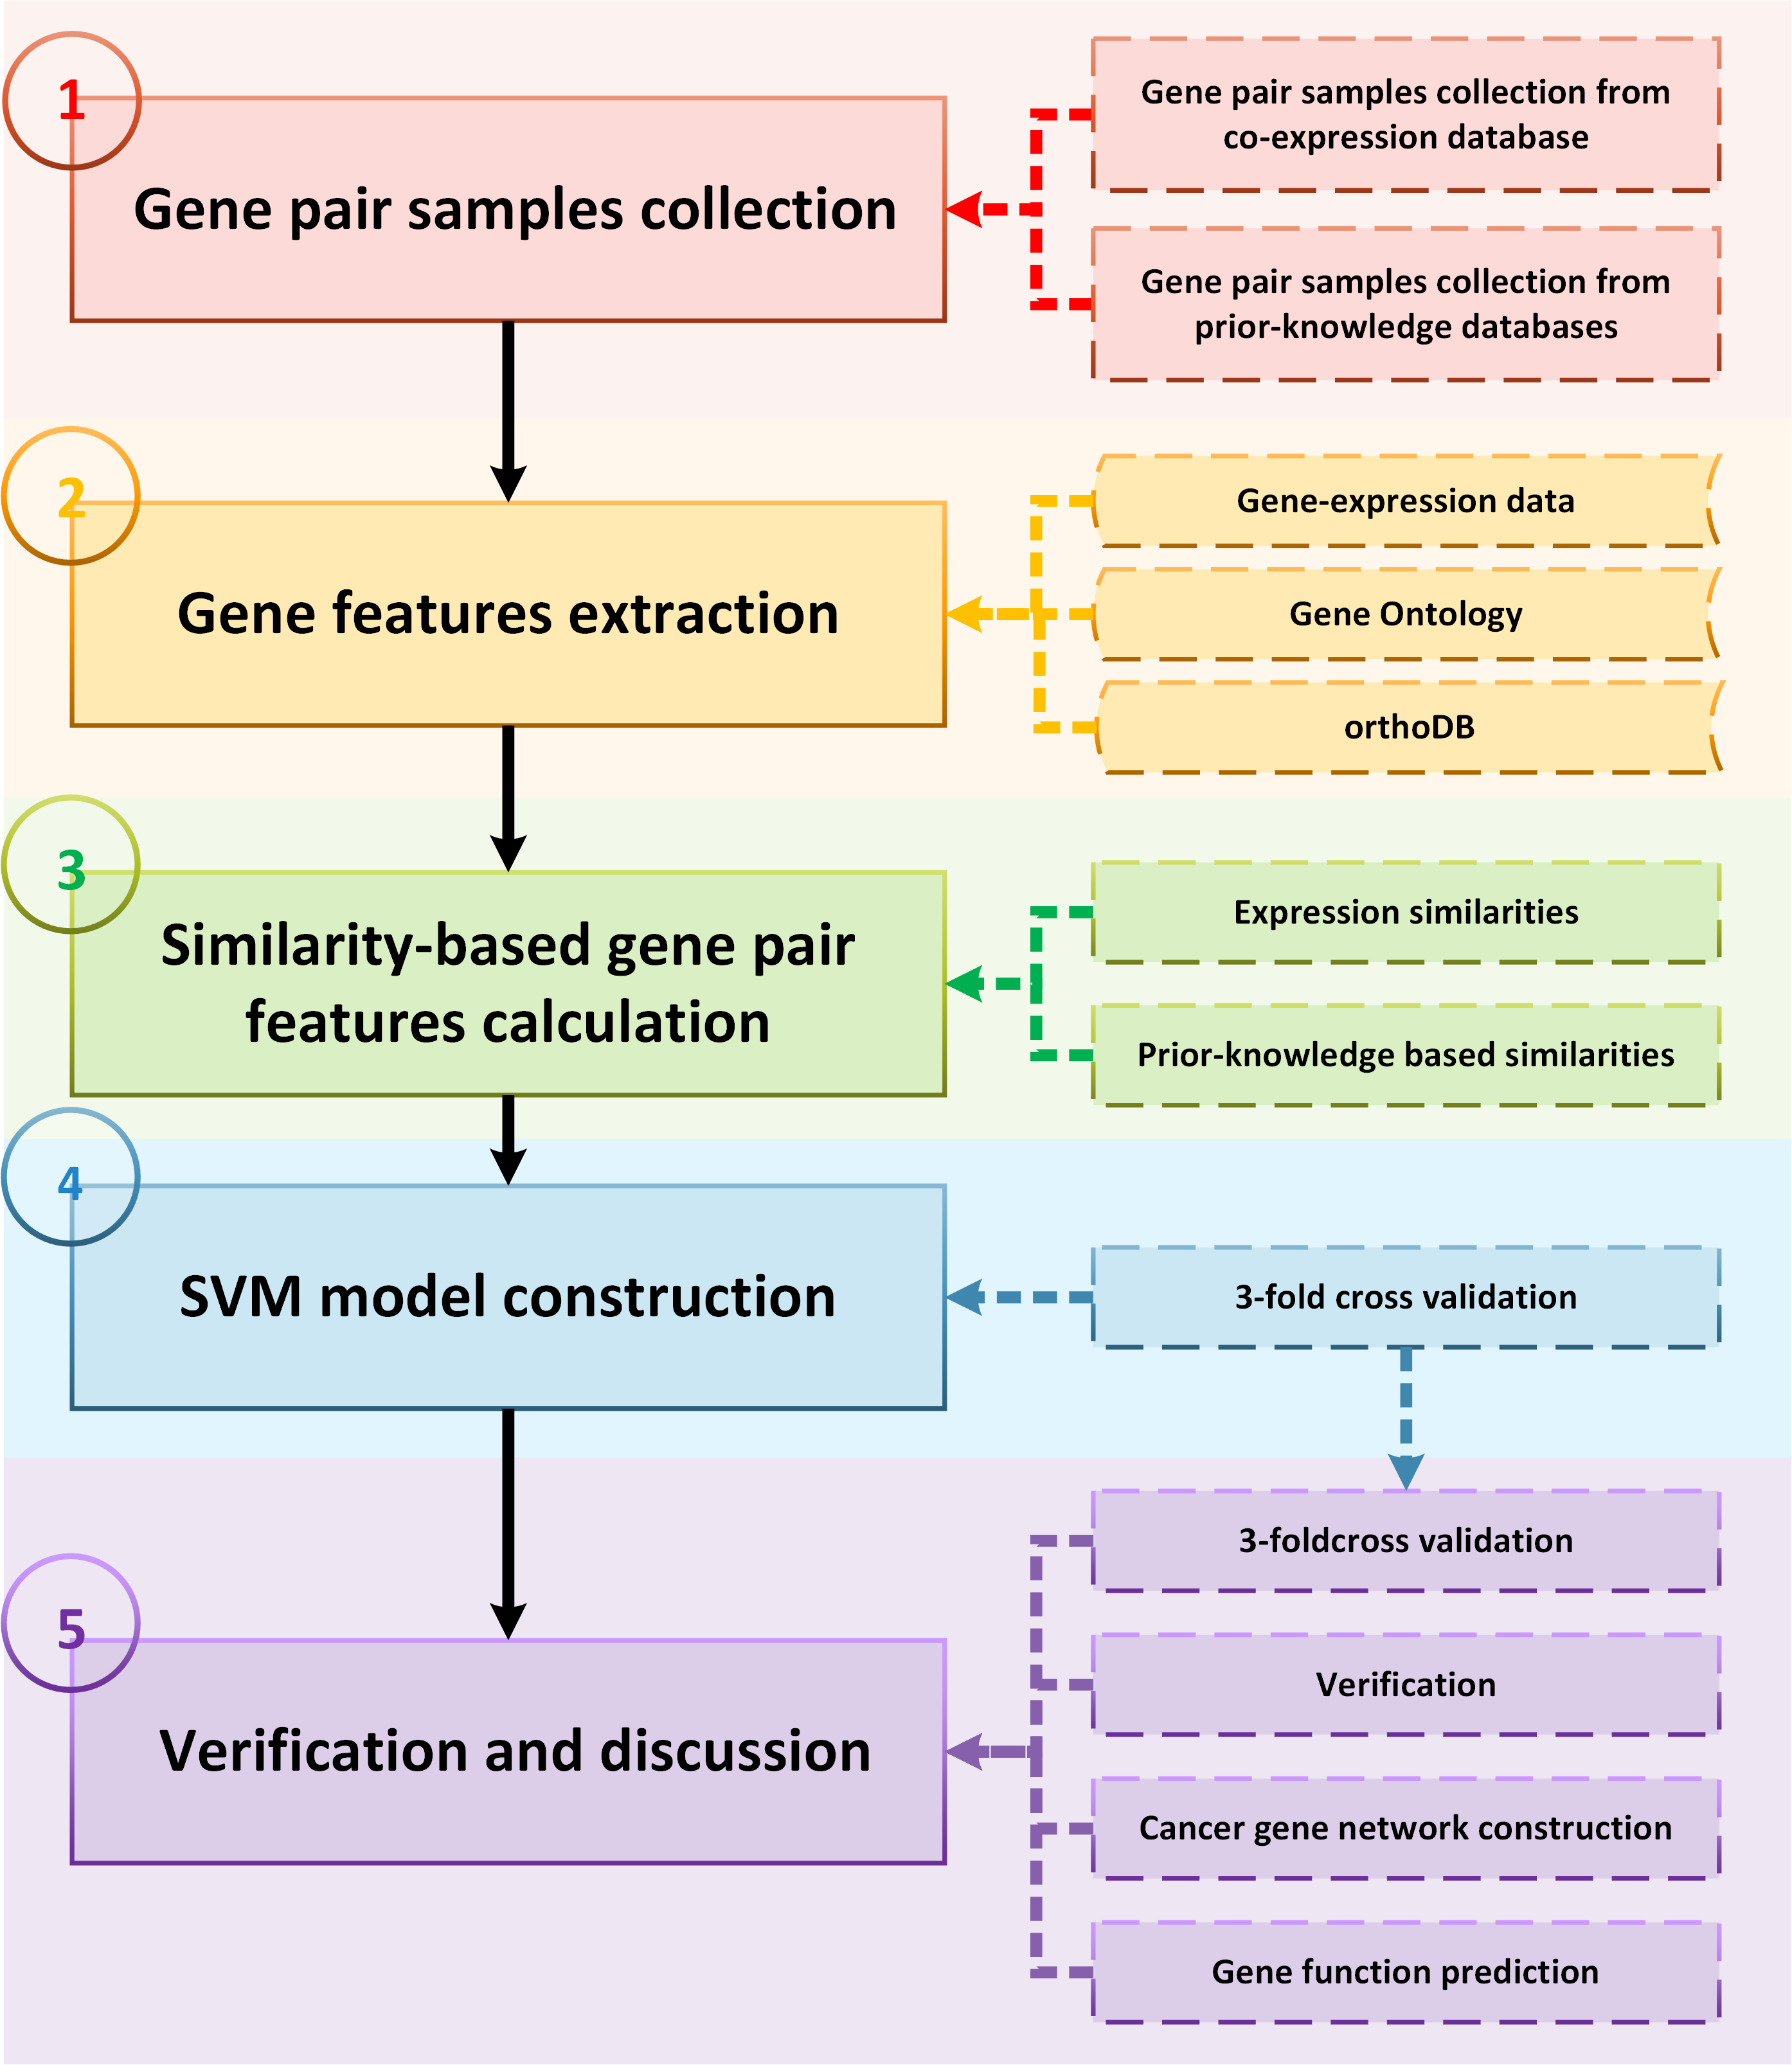 1
Gene pair samples collection
Gene pair samples collection from
co-expression database
Gene pair samples collection from
prior-knowledge databases
2
Gene features extraction
Gene-expression data
Gene Ontology
orthoDB
3
Similarity-based gene pair
features calculation
Expression similarities
Prior-knowledge based similarities
4
SVM model construction
3-fold cross validation
5
Verification and discussion
3-foldcross validation
Verification
Cancer gene network construction
Gene function prediction